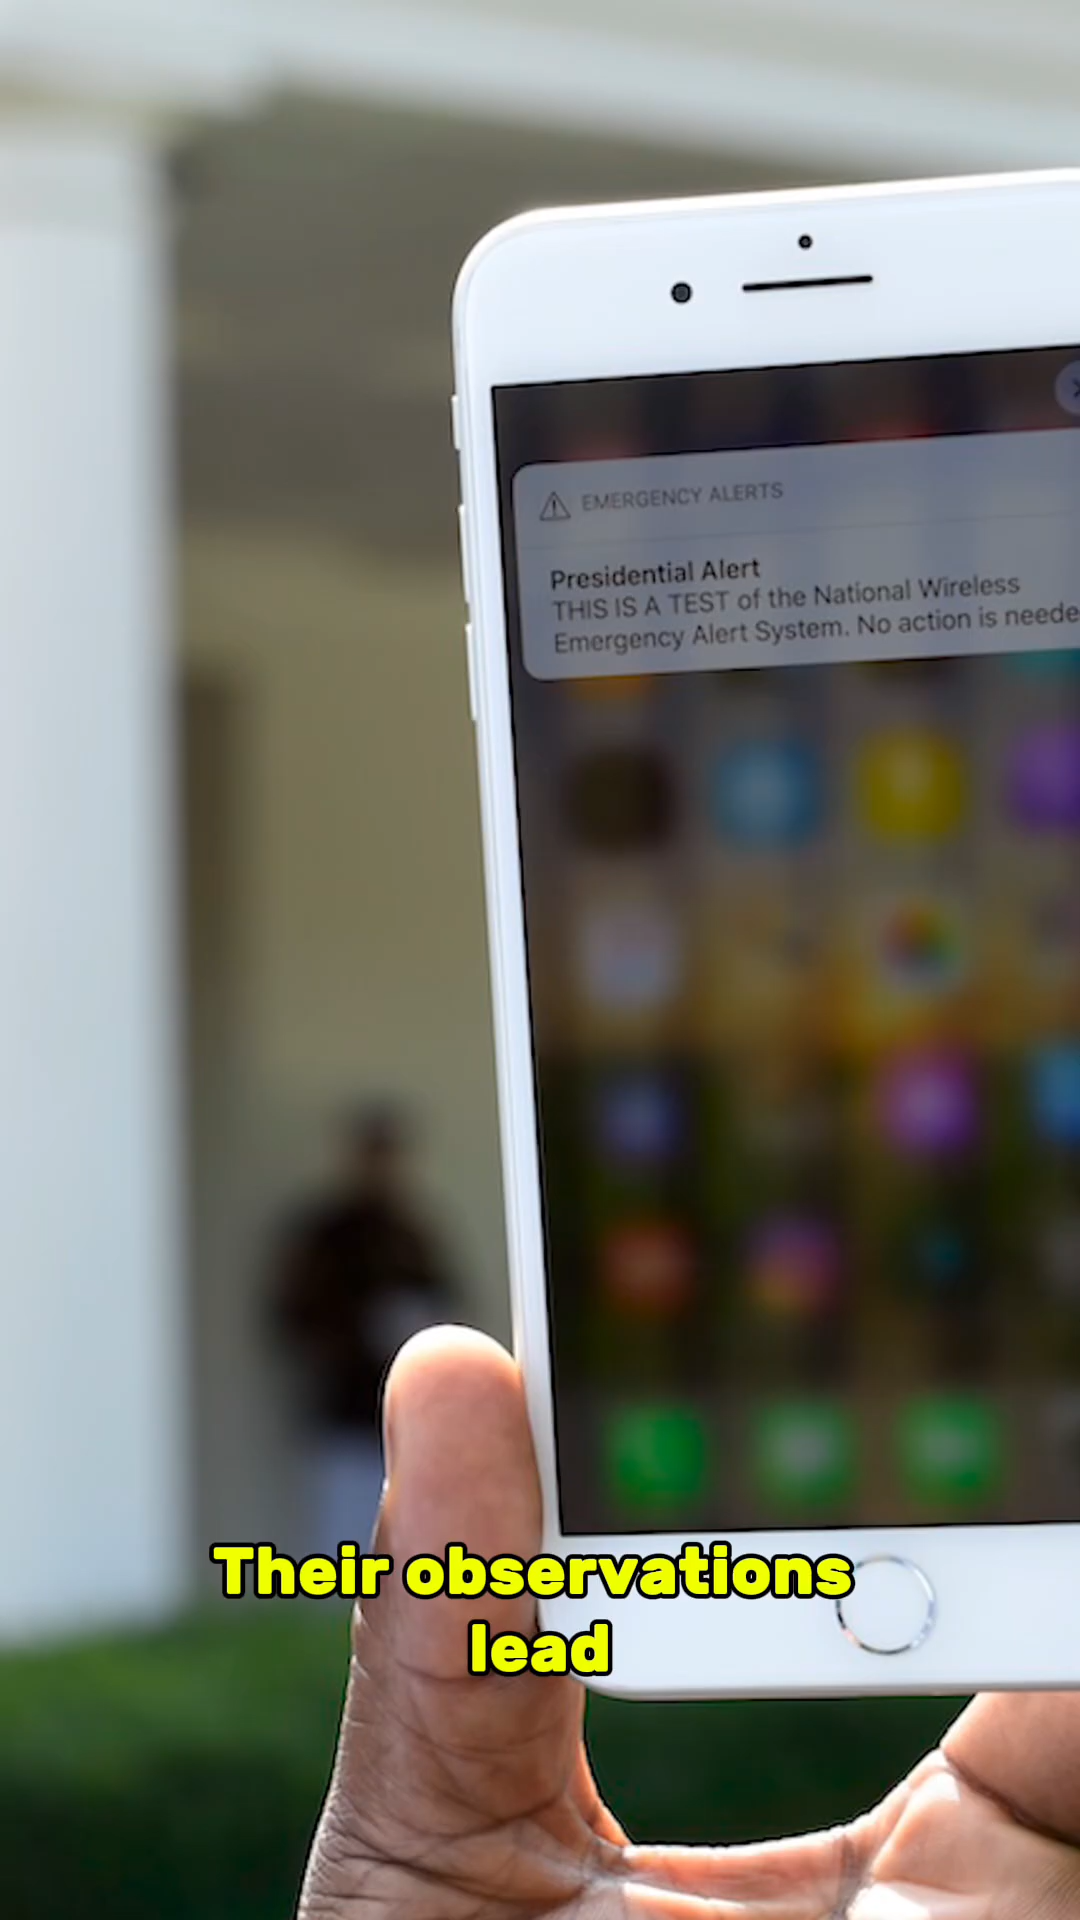 EMERGENCY ALERTS
Presidential Alert
THIS IS A TEST of the National Wireless
Emergency Alert System. No action is neede
Their observations
lead